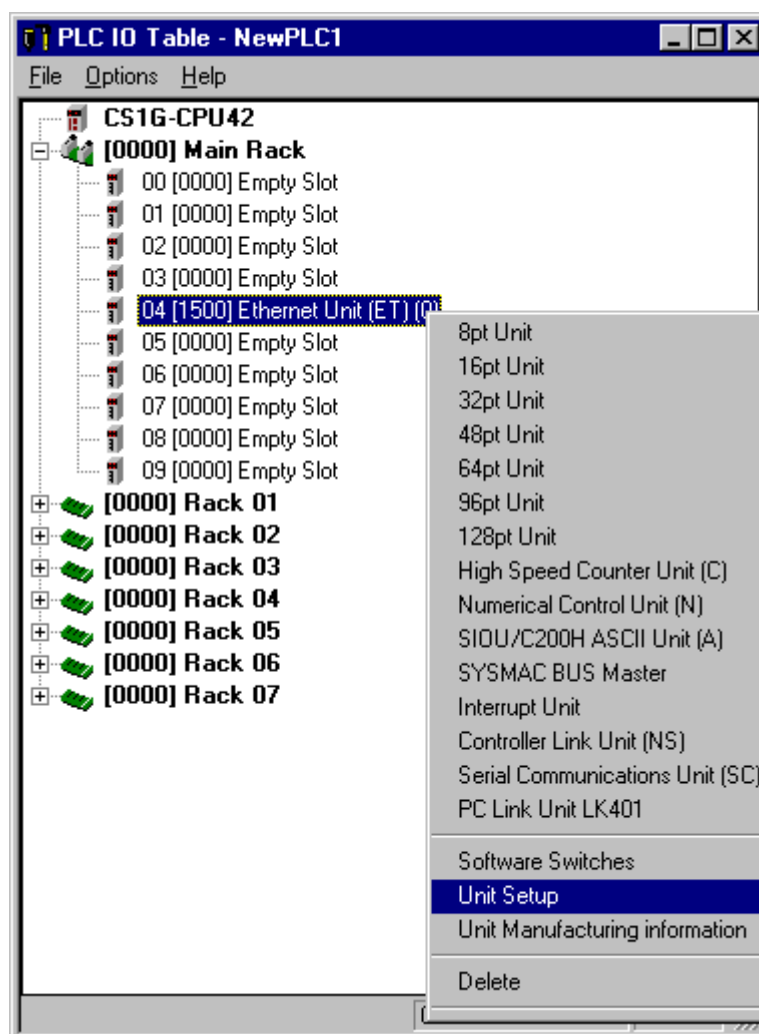 PLC IO Table - NewPLC1
File Options Help
CS1G-CPU42
[0000] Main Rack
00 [0000] Empty Slot
01 [0000] Empty Slot
02 [0000] Empty Slot
03 [0000] Empty Slot
04 [1500] Ethernet Unit (ET) (0)
05 [0000] Empty Slot
06 [0000] Empty Slot
07 [0000] Empty Slot
08 [0000] Empty Slot
09 [0000] Empty Slot
[0000] Rack 01
[0000] Rack 02
[0000] Rack 03
[0000] Rack 04
[0000] Rack 05
[0000] Rack 06
[0000] Rack 07
8pt Unit
16pt Unit
32pt Unit
48pt Unit
64pt Unit
96pt Unit
128pt Unit
High Speed Counter Unit (C)
Numerical Control Unit (N)
SIOU/C200H ASCII Unit (A)
SYSMAC BUS Master
Interrupt Unit
Controller Link Unit (NS)
Serial Communications Unit (SC)
PC Link Unit LK401
Software Switches
Unit Setup
Unit Manufacturing information
Delete